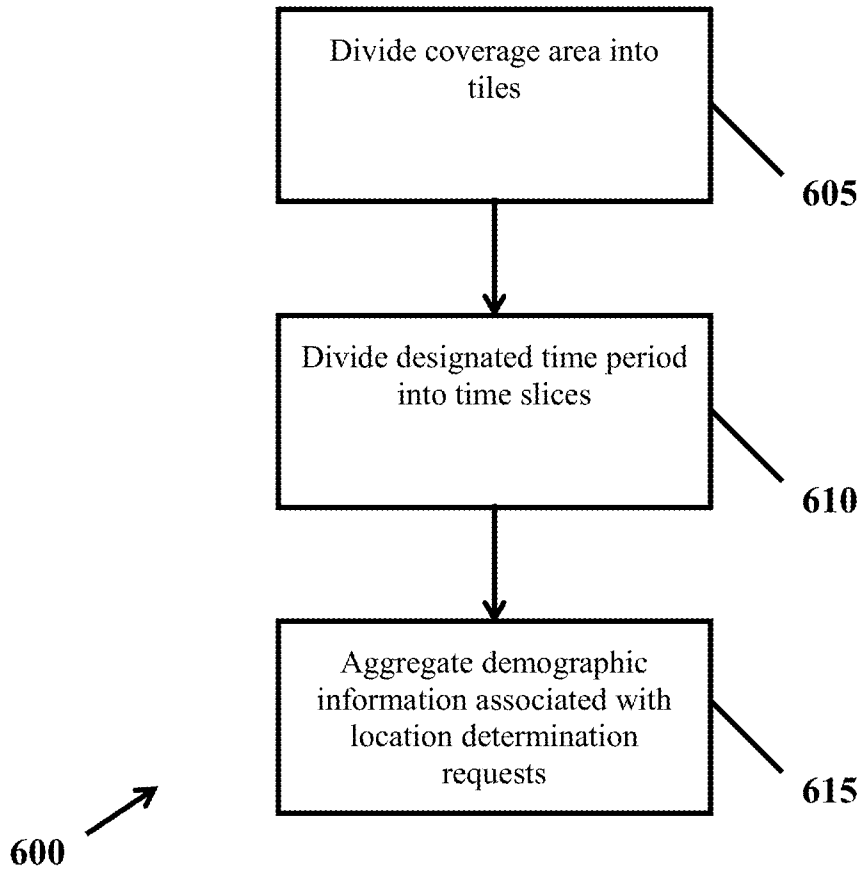 Divide coverage area into
tiles
605
Divide designated time period
into time slices
610
Aggregate demographic
information associated with
location determination
requests
615
600